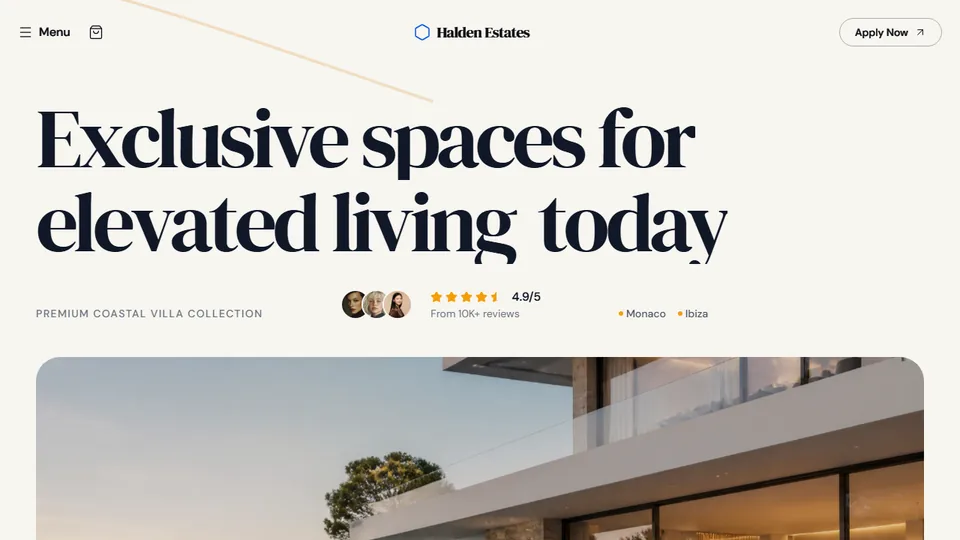 Menu
Halden Estates
Apply Now
Exclusive spaces for
elevated living today
PREMIUM COASTAL VILLA COLLECTION
4.9/5
From 10K+ reviews
Monaco
Ibiza